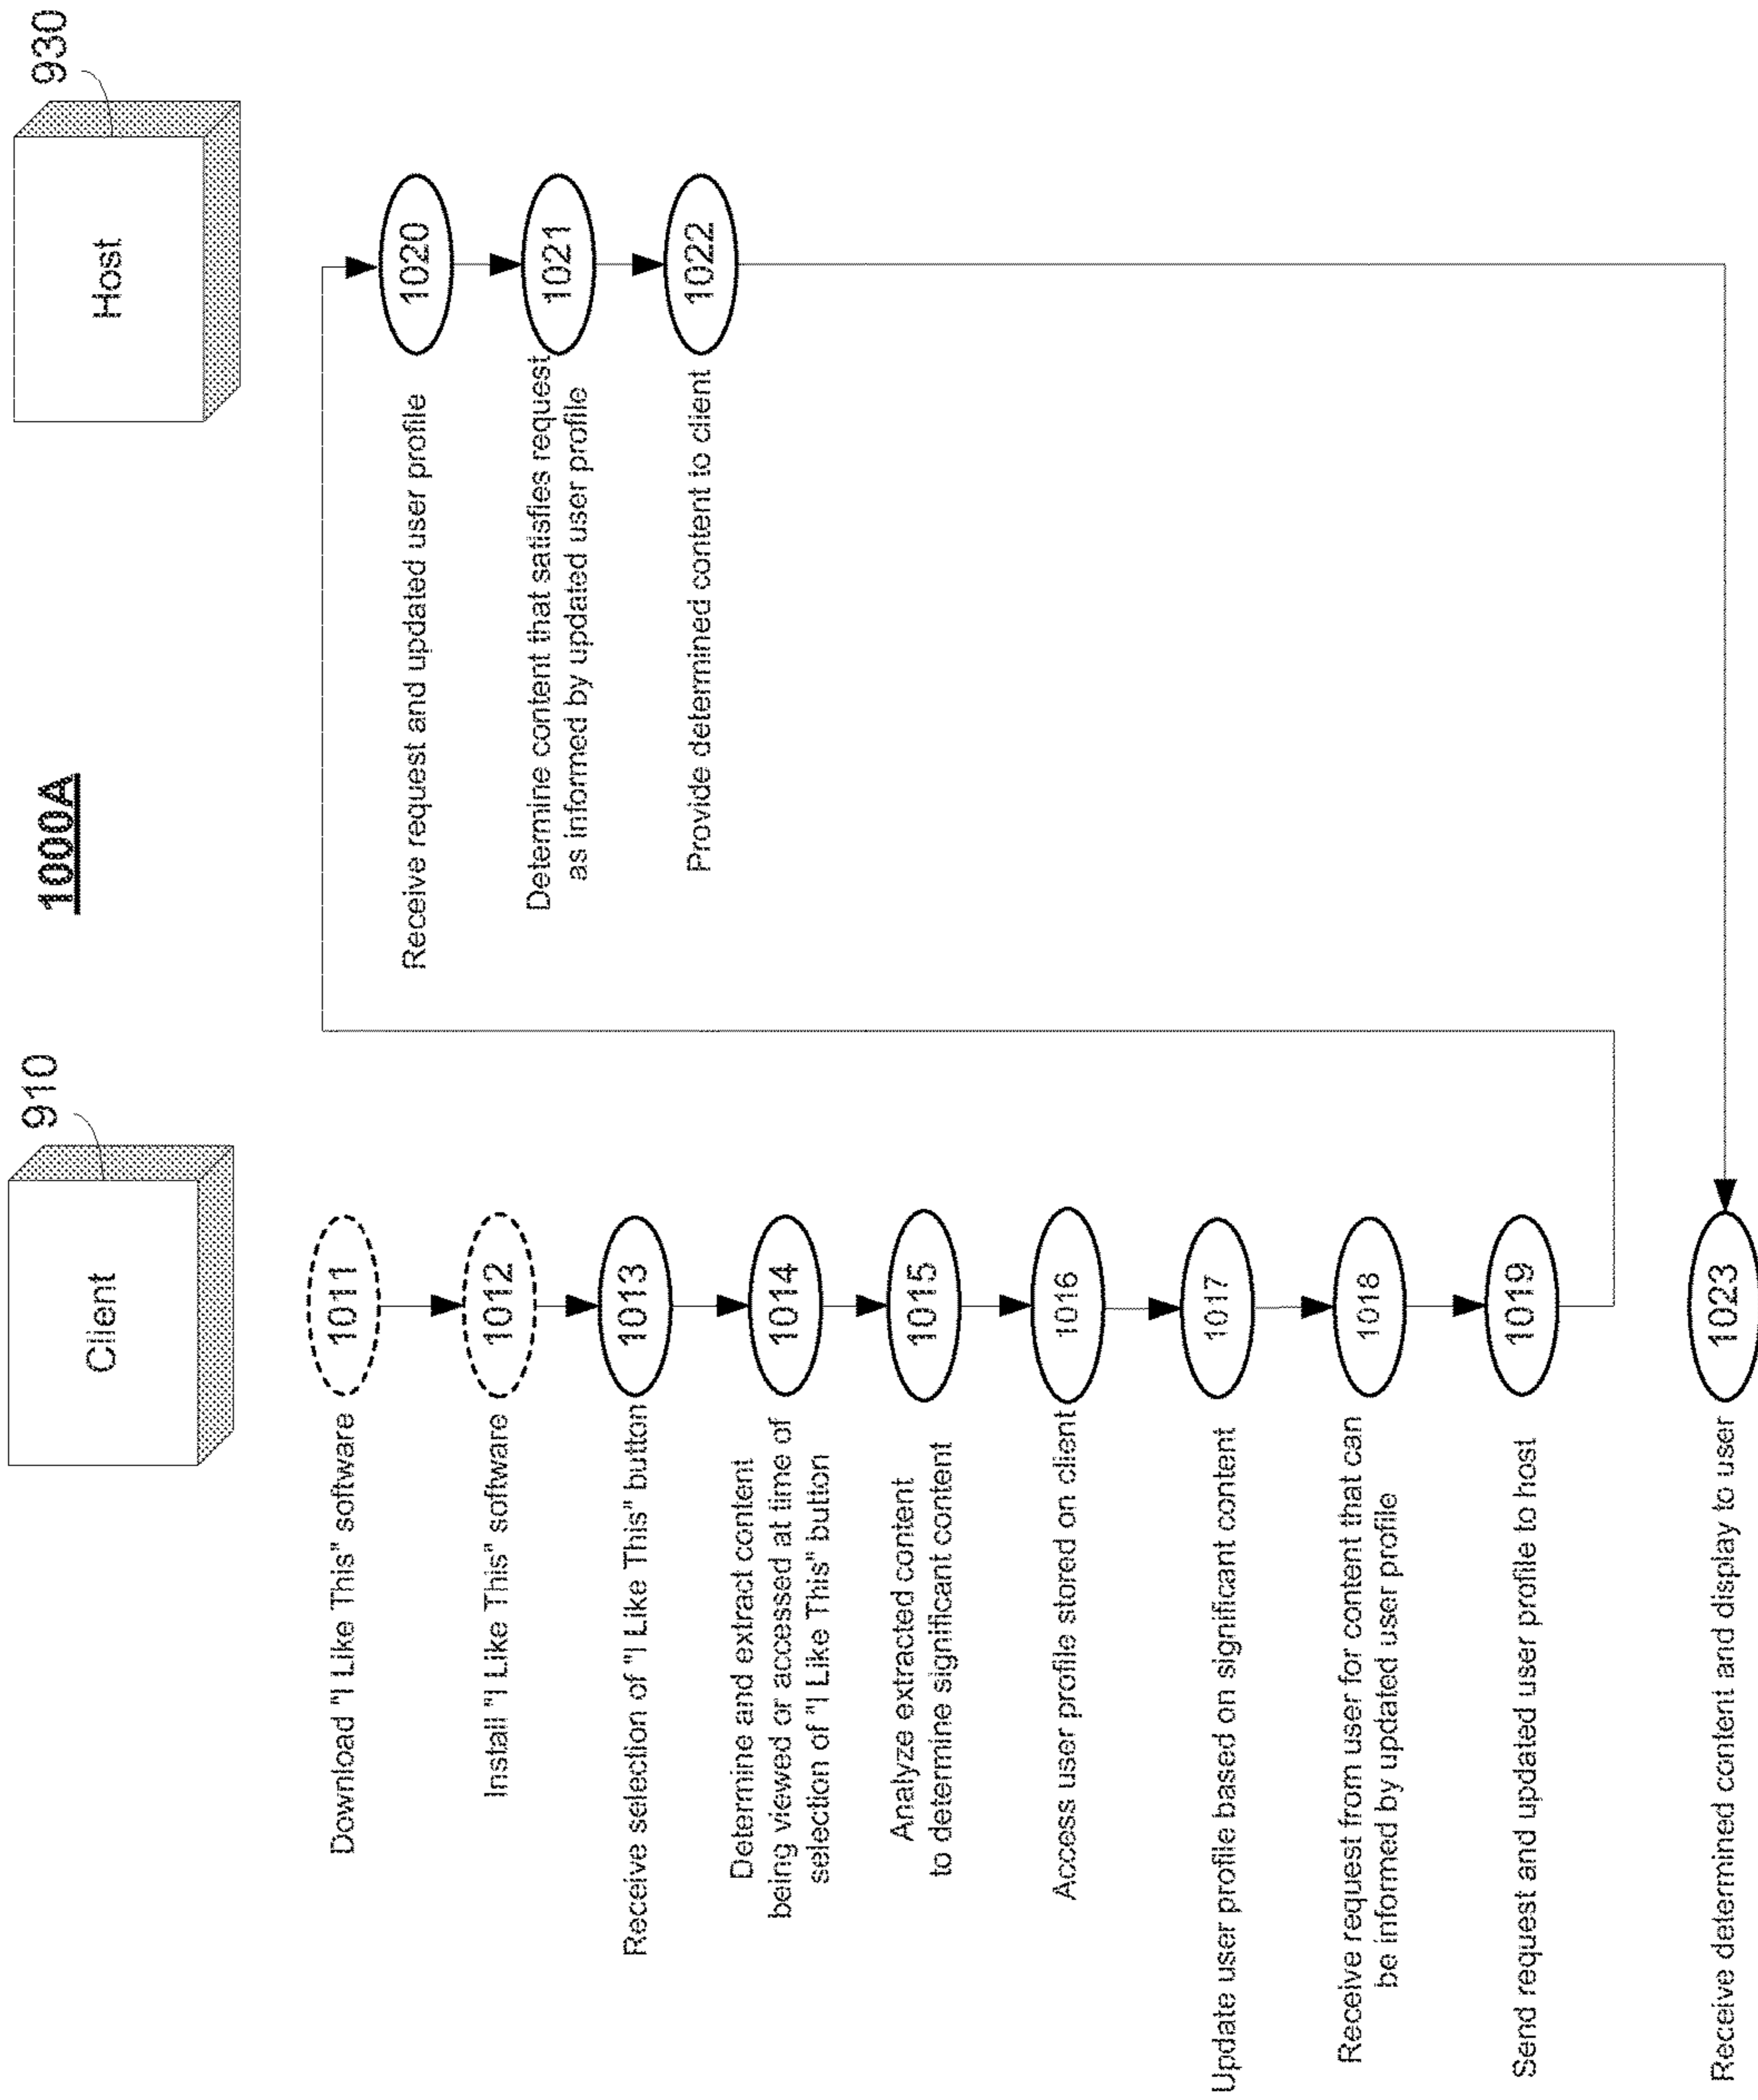 1000A
Client
910
Host
930
Download "I Like This" software
1011
Install "I Like This" software
1012
Receive selection of "I Like This" button
1013
Determine and extract content
being viewed or accessed at time of
selection of "I Like This" button
1014
Analyze extracted content
to determine significant content
1015
Access user profile stored on client
1016
Update user profile based on significant content
1017
Receive request from user for content that can
be informed by updated user profile
1018
Send request and updated user profile to host
1019
Receive request and updated user profile
1020
Determine content that satisfies request
as informed by updated user profile
1021
Provide determined content to client
1022
Receive determined content and display to user
1023